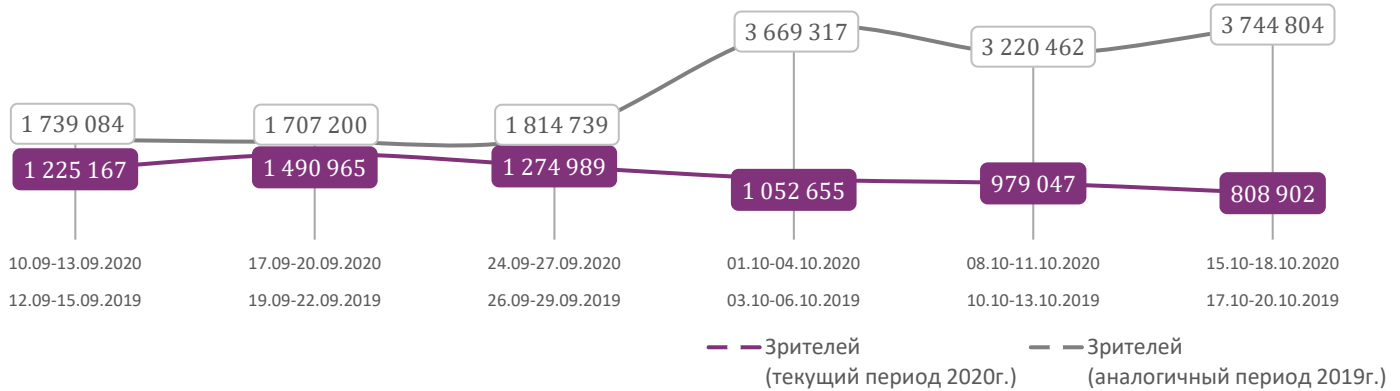 3 669 317
3 220 462
3 744 804
1 739 084
1 707 200
1 814 739
1 225 167
1 490 965
1 274 989
1 052 655
979 047
808 902
10.09-13.09.2020
17.09-20.09.2020
24.09-27.09.2020
01.10-04.10.2020
08.10-11.10.2020
15.10-18.10.2020
12.09-15.09.2019
19.09-22.09.2019
26.09-29.09.2019
03.10-06.10.2019
10.10-13.10.2019
17.10-20.10.2019
Зрителей
(текущий период 2020г.)
Зрителей
(аналогичный период 2019г.)